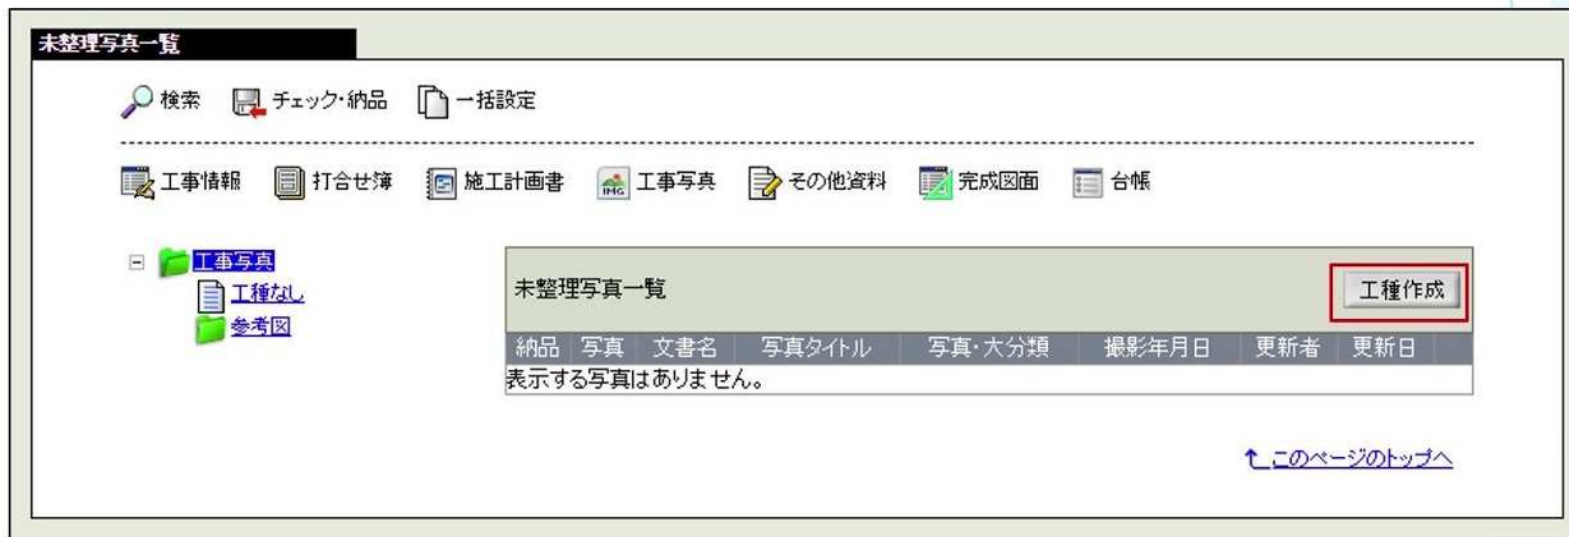 未整理写真一覧
検索 チェック・納品 一括設定
工事情報 打合せ簿 施工計画書 工事写真 その他資料 完成図面 台帳
工事写真
工種なし
参考図
未整理写真一覧 工種作成
納品 写真 文書名 写真タイトル 写真・大分類 撮影年月日 更新者 更新日
表示する写真はありません。
このページのトップへ